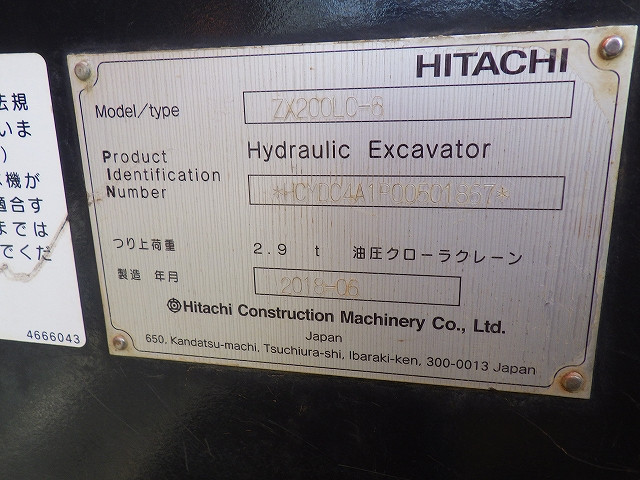 HITACHI
Model/type ZX200LC-6
Product Hydraulic Excavator
Identification
Number
つり上荷重 2.9 t 油圧クローラクレーン
製造 年月 2018-06
Hitachi Construction Machinery Co., Ltd.
Japan
650, Kandatsu-machi, Tsuchiura-shi, Ibaraki-ken, 300-0013 Japan
法規
いま
)
機が
適合す
までは
でくだ
4666043